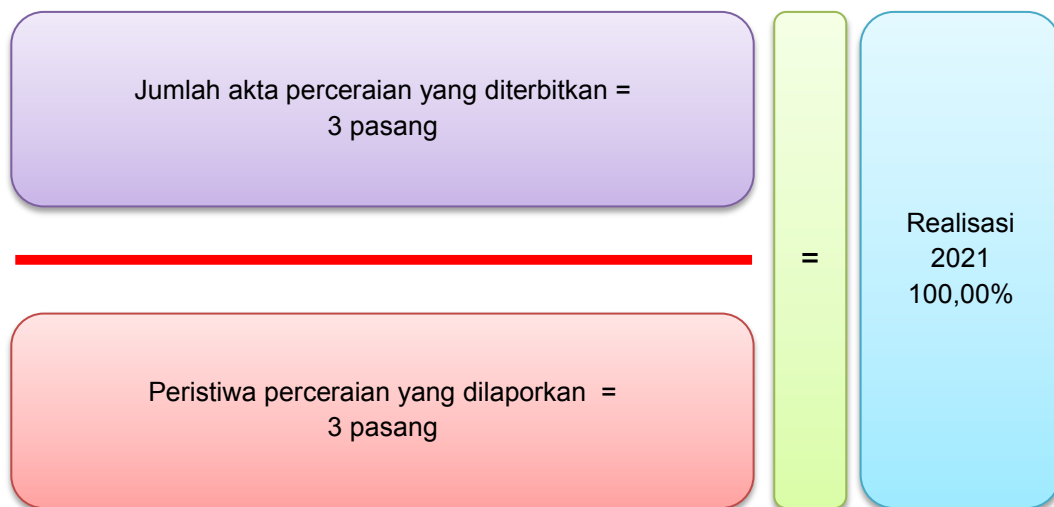 Jumlah akta perceraian yang diterbitkan =
3 pasang
Peristiwa perceraian yang dilaporkan =
3 pasang
=
Realisasi
2021
100,00%